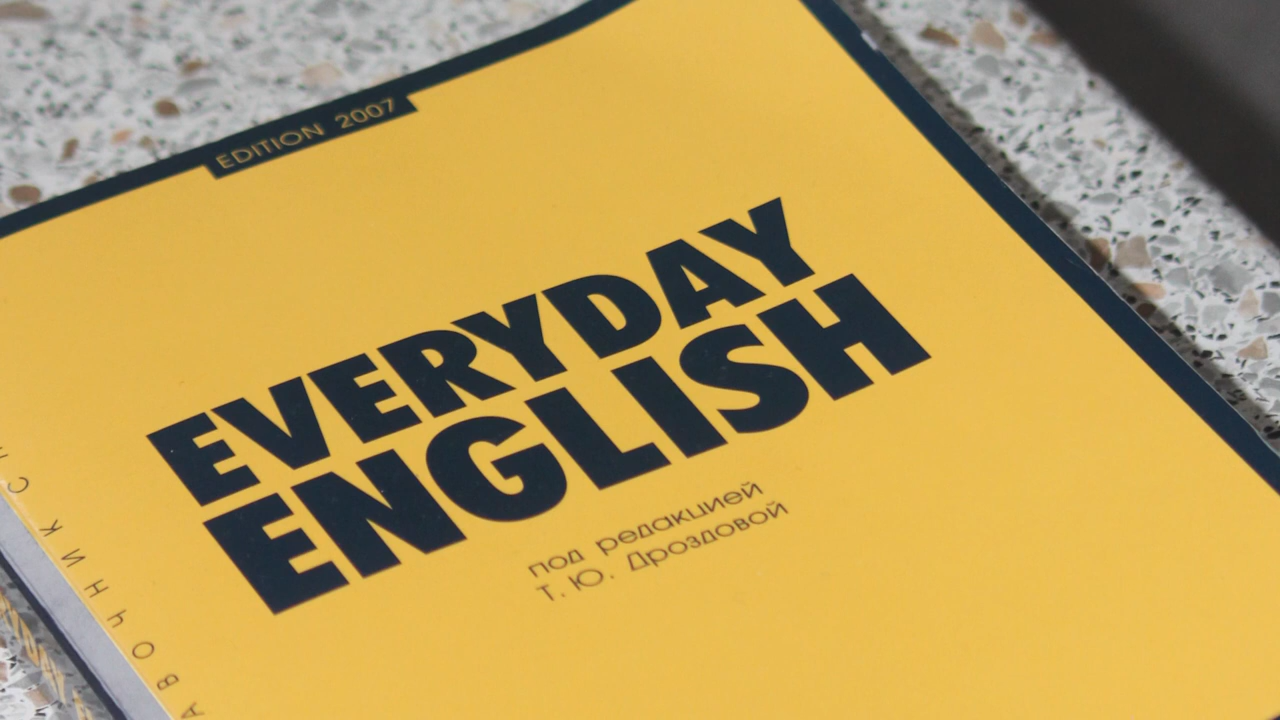 EDITION 2007
EVERYDAY
ENGLISH
под редакцией
Т. Ю. Дроздовой